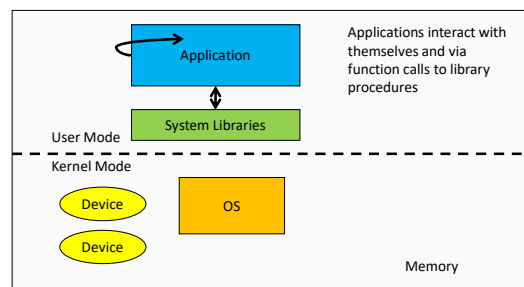 Application
Applications interact with
themselves and via
function calls to library
procedures
System Libraries
User Mode
Kernel Mode
Device
OS
Device
Memory